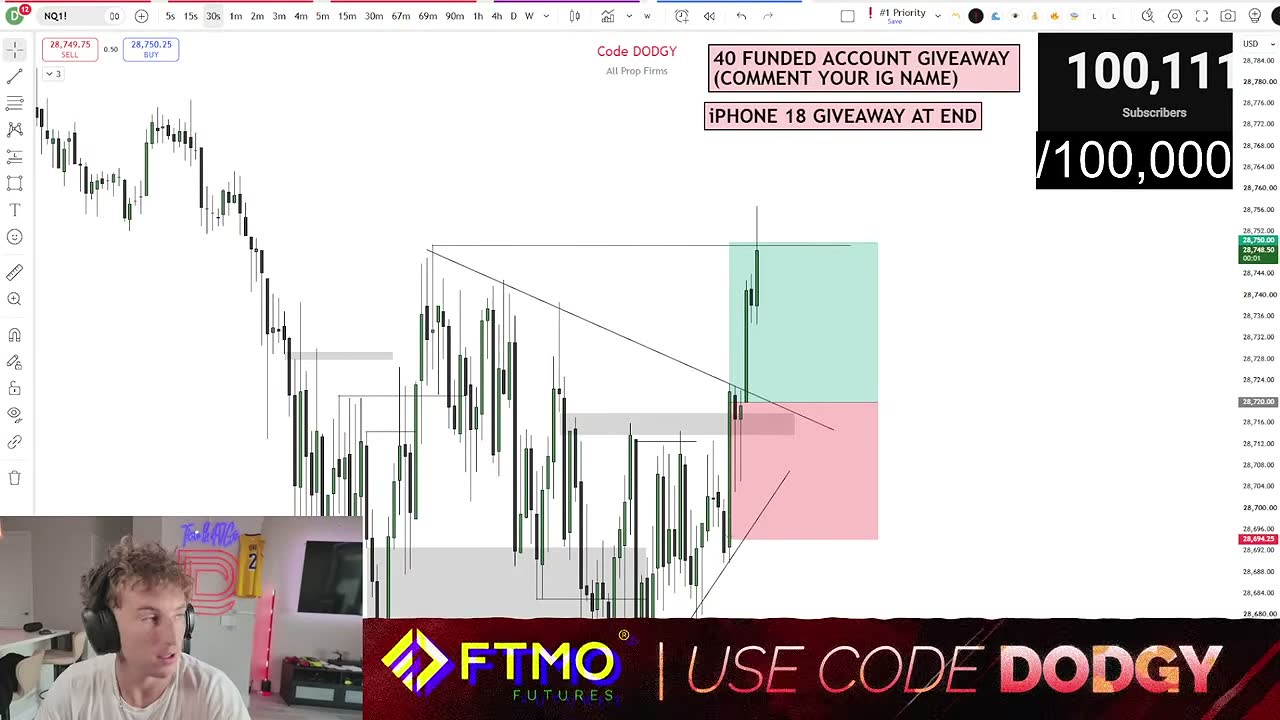 D 12 NQ1! 5s 15s 30s 1m 2m 3m 4m 5m 15m 30m 67m 69m 90m 1h 4h D W #1 Priority Save L L
28,749.75 SELL
0.50
28,750.25 BUY
3
Code DODGY
All Prop Firms
40 FUNDED ACCOUNT GIVEAWAY
(COMMENT YOUR IG NAME)
iPHONE 18 GIVEAWAY AT END
100,111
Subscribers
/100,000
USD
28,784.00
28,780.00
28,776.00
28,772.00
28,768.00
28,764.00
28,760.00
28,756.00
28,752.00
28,750.00
28,748.50
00:01
28,744.00
28,740.00
28,736.00
28,732.00
28,728.00
28,724.00
28,720.00
28,716.00
28,712.00
28,708.00
28,704.00
28,700.00
28,696.00
28,694.25
28,692.00
28,688.00
28,684.00
28,680.00
D
2
FTMO ®
FUTURES
USE CODE DODGY